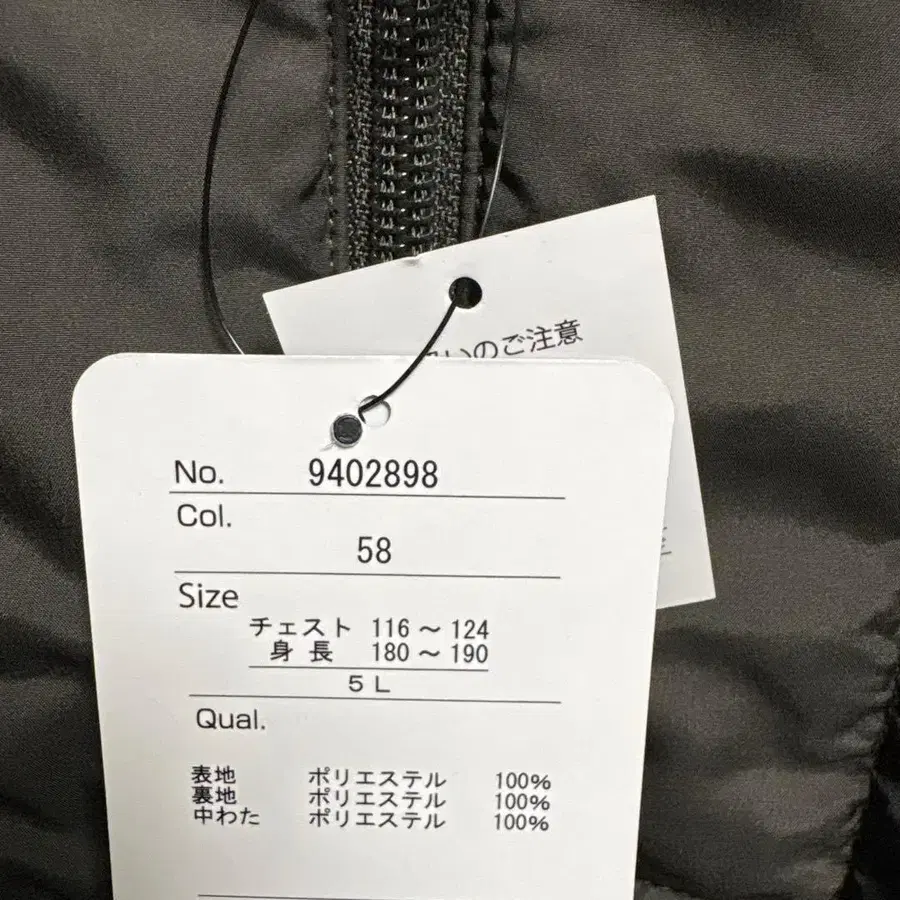 いのご注意
No. 9402898
Col.
58
Size
チェスト 116～124
身長 180～190
5L
Qual.
表地 ポリエステル 100%
裏地 ポリエステル 100%
中わた ポリエステル 100%